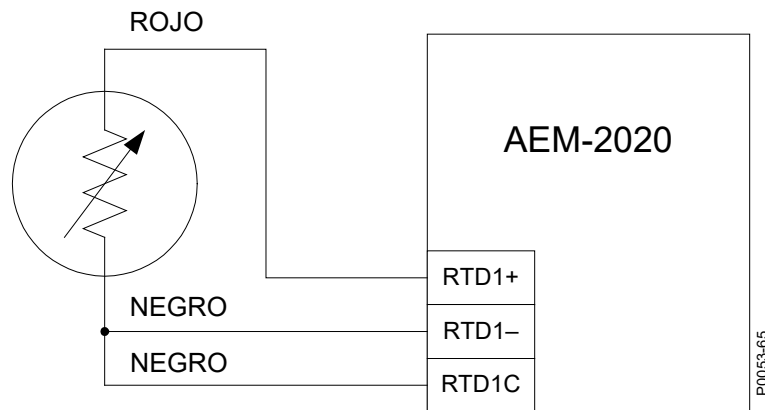 ROJO
AEM-2020
RTD1+
NEGRO
RTD1–
NEGRO
RTD1C
P0053-65